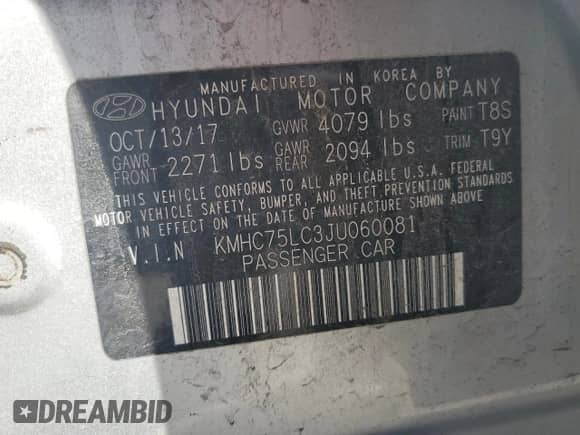 MANUFACTURED IN KOREA BY
HYUNDAI MOTOR COMPANY
OCT/13/17 GVWR 4079 lbs PAINT T8S
GAWR FRONT 2271 lbs GAWR REAR 2094 lbs TRIM T9Y
THIS VEHICLE CONFORMS TO ALL APPLICABLE U.S.A. FEDERAL
MOTOR VEHICLE SAFETY, BUMPER, AND THEFT PREVENTION STANDARDS
IN EFFECT ON THE DATE OF MANUFACTURE SHOWN ABOVE.
V.I.N KMHC75LC3JU060081
PASSENGER CAR
DREAMBID